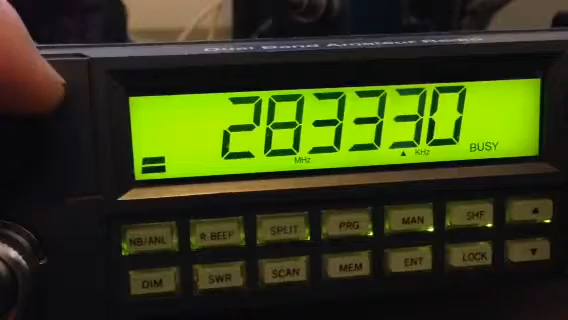 Dual Band Amateur Radio
283330
MHz
▲ KHz
BUSY
NB/ANL R.BEEP SPLIT PRG MAN SHF ▲
DIM SWR SCAN MEM ENT LOCK ▼